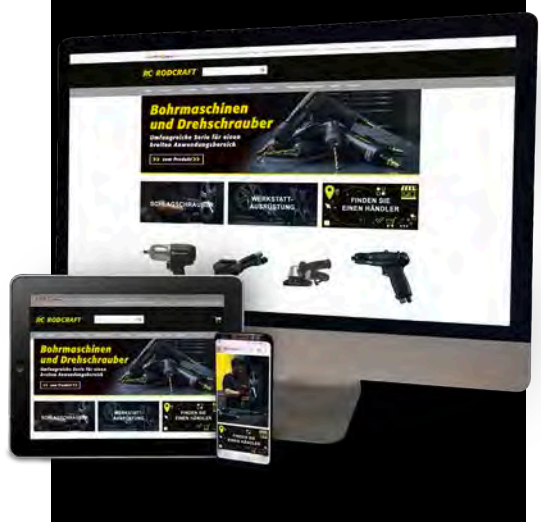 RC RODCRAFT
Bohrmaschinen
und Drehschrauber
Umfangreiche Serie für einen
breiten Anwendungsbereich
>> zum Produkt >>
SCHLAGSCHRAUBER
WERKSTATT-
AUSRÜSTUNG
FINDEN SIE
EINEN HÄNDLER
RC RODCRAFT
Bohrmaschinen
und Drehschrauber
Umfangreiche Serie für einen
breiten Anwendungsbereich
>> zum Produkt >>
SCHLAGSCHRAUBER
WERKSTATT-
AUSRÜSTUNG
FINDEN SIE
EINEN HÄNDLER
FINDEN SIE
EINEN HÄNDLER